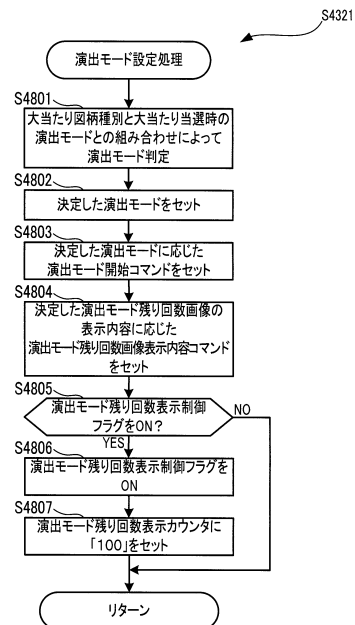 S4321
演出モード設定処理
S4801
大当たり図柄種別と大当たり当選時の
演出モードとの組み合わせによって
演出モード判定
S4802
決定した演出モードをセット
S4803
決定した演出モードに応じた
演出モード開始コマンドをセット
S4804
決定した演出モード残り回数画像の
表示内容に応じた
演出モード残り回数画像表示内容コマンド
をセット
S4805
演出モード残り回数表示制御
フラグをON？
NO
YES
S4806
演出モード残り回数表示制御フラグを
ON
S4807
演出モード残り回数表示カウンタに
「100」をセット
リターン